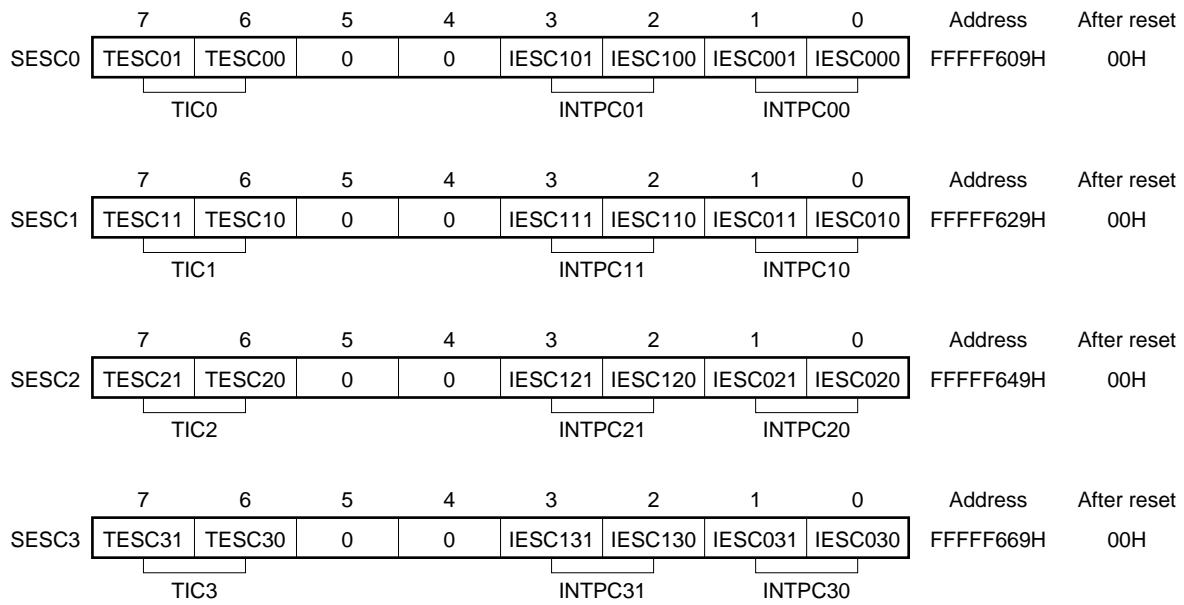 7 6 5 4 3 2 1 0 Address After reset
SESC0 TESC01 TESC00 0 0 IESC101 IESC100 IESC001 IESC000 FFFFF609H 00H
TIC0 INTPC01 INTPC00
7 6 5 4 3 2 1 0 Address After reset
SESC1 TESC11 TESC10 0 0 IESC111 IESC110 IESC011 IESC010 FFFFF629H 00H
TIC1 INTPC11 INTPC10
7 6 5 4 3 2 1 0 Address After reset
SESC2 TESC21 TESC20 0 0 IESC121 IESC120 IESC021 IESC020 FFFFF649H 00H
TIC2 INTPC21 INTPC20
7 6 5 4 3 2 1 0 Address After reset
SESC3 TESC31 TESC30 0 0 IESC131 IESC130 IESC031 IESC030 FFFFF669H 00H
TIC3 INTPC31 INTPC30